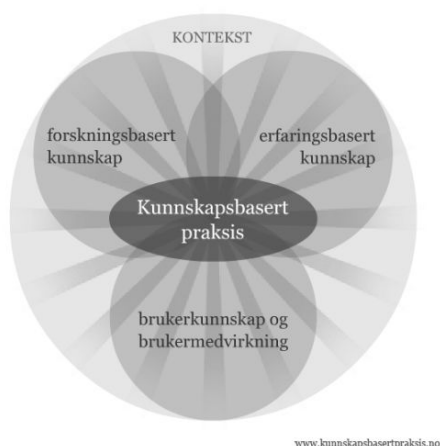 KONTEKST
forskningsbasert
kunnskap
erfaringsbasert
kunnskap
Kunnskapsbasert
praksis
brukerkunnskap og
brukermedvirkning
www.kunnskapsbasertpraksis.no